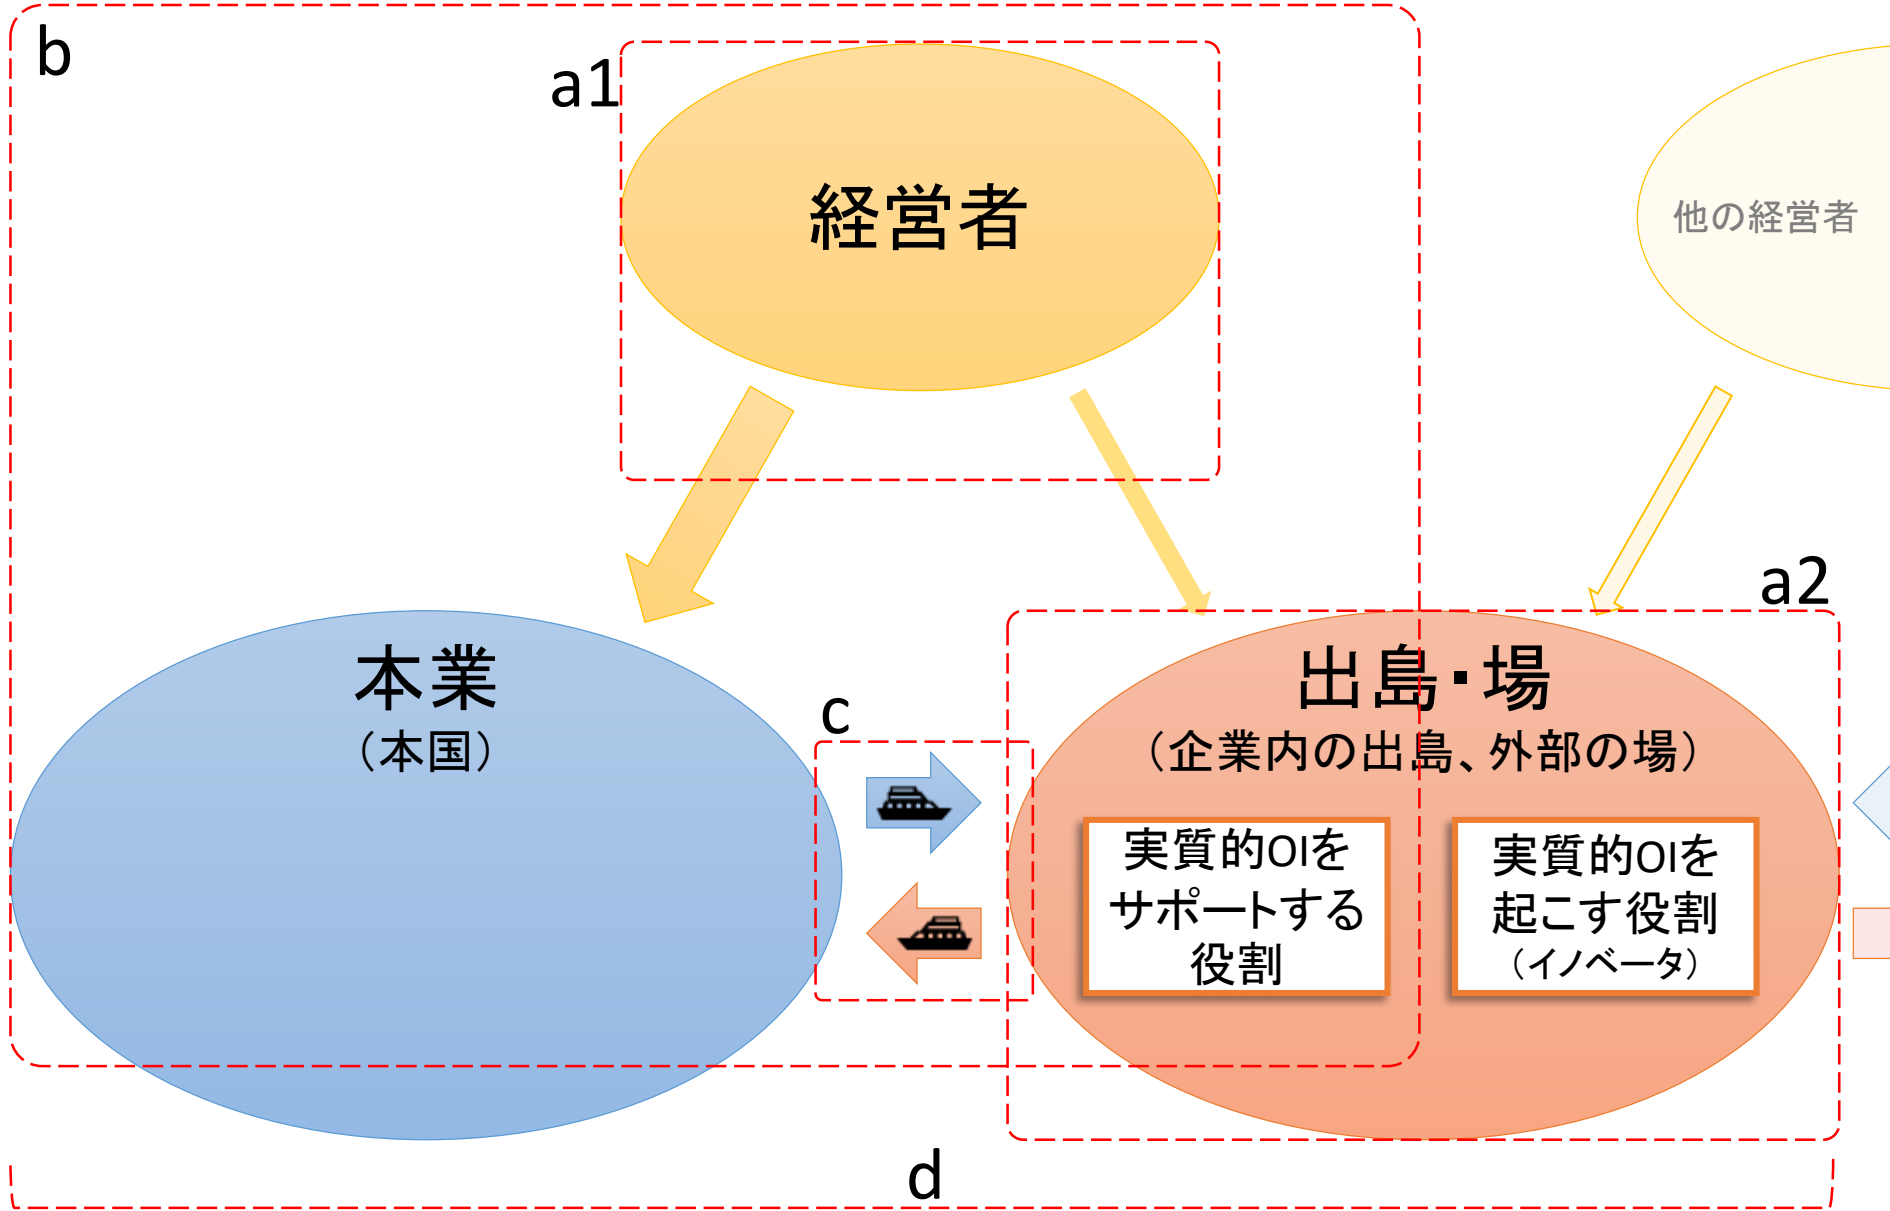 b
a1
経営者
他の経営者
a2
本業
（本国）
c
出島・場
（企業内の出島、外部の場）
実質的OIを
サポートする
役割
実質的OIを
起こす役割
（イノベータ）
d